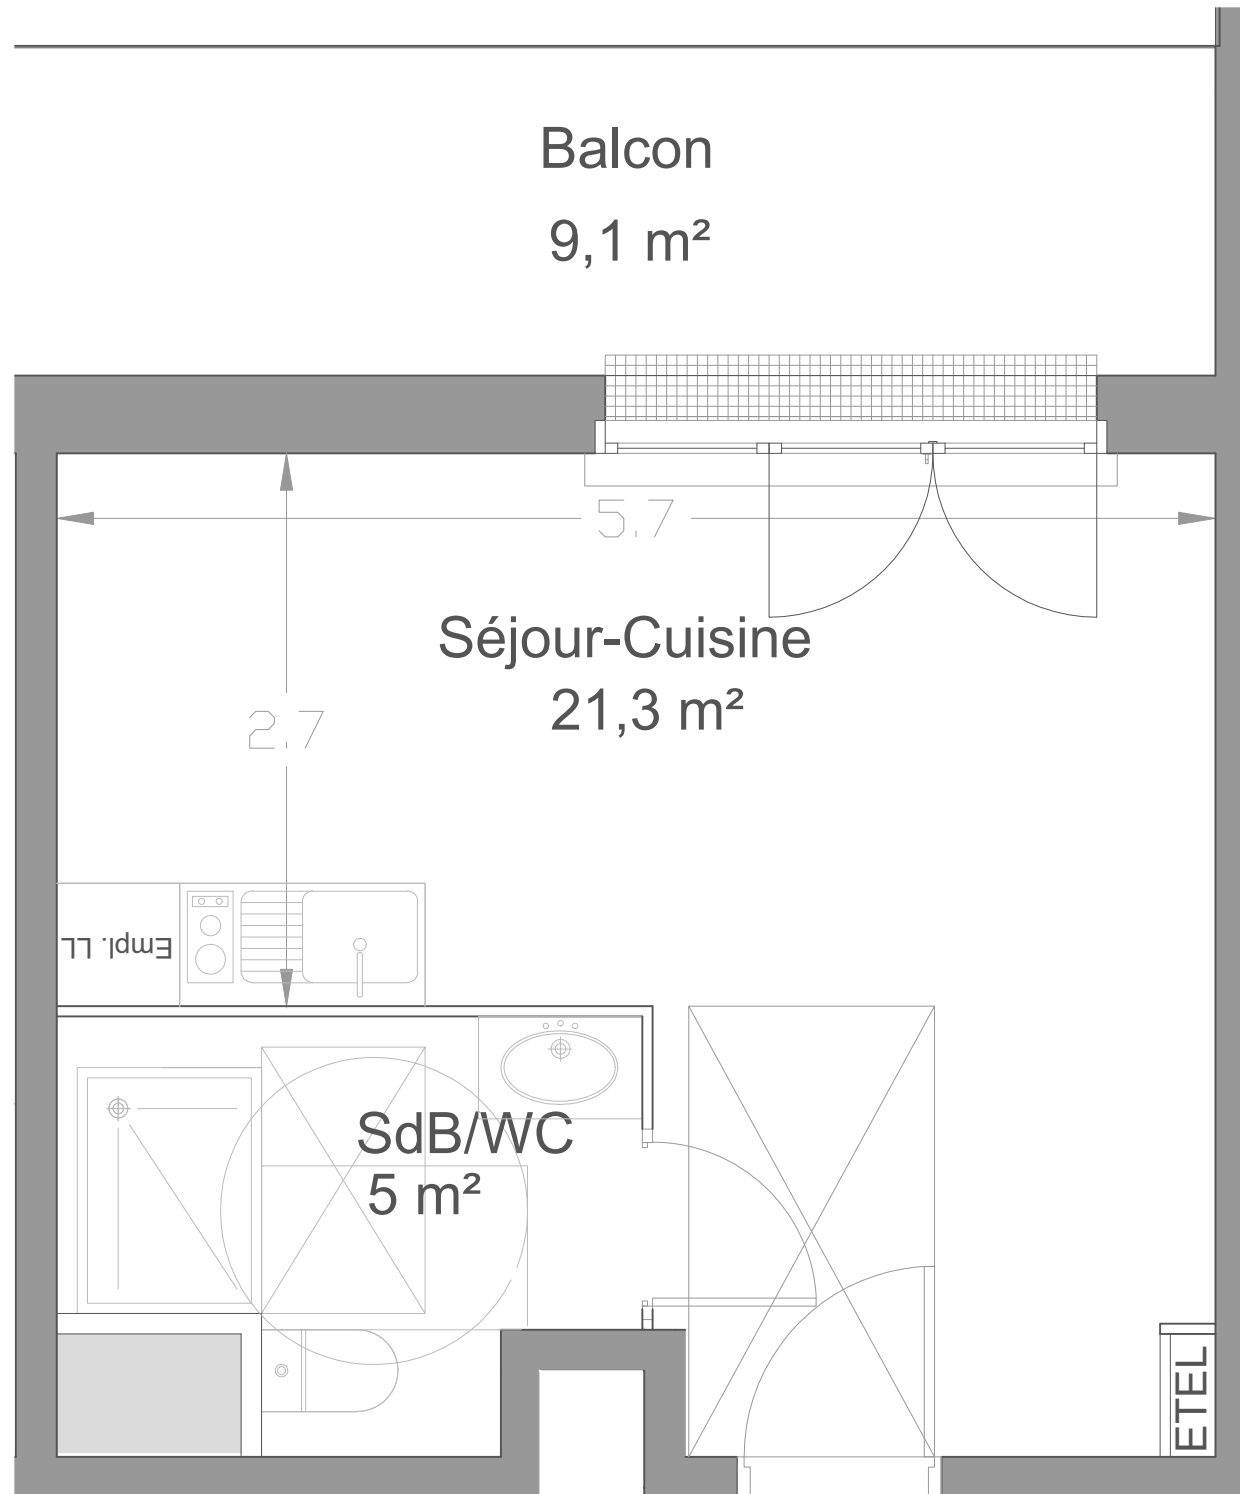 Balcon
9,1 m²
5.7
Séjour-Cuisine
21,3 m²
2.7
Empl. LL
SdB/WC
5 m²
ETEL